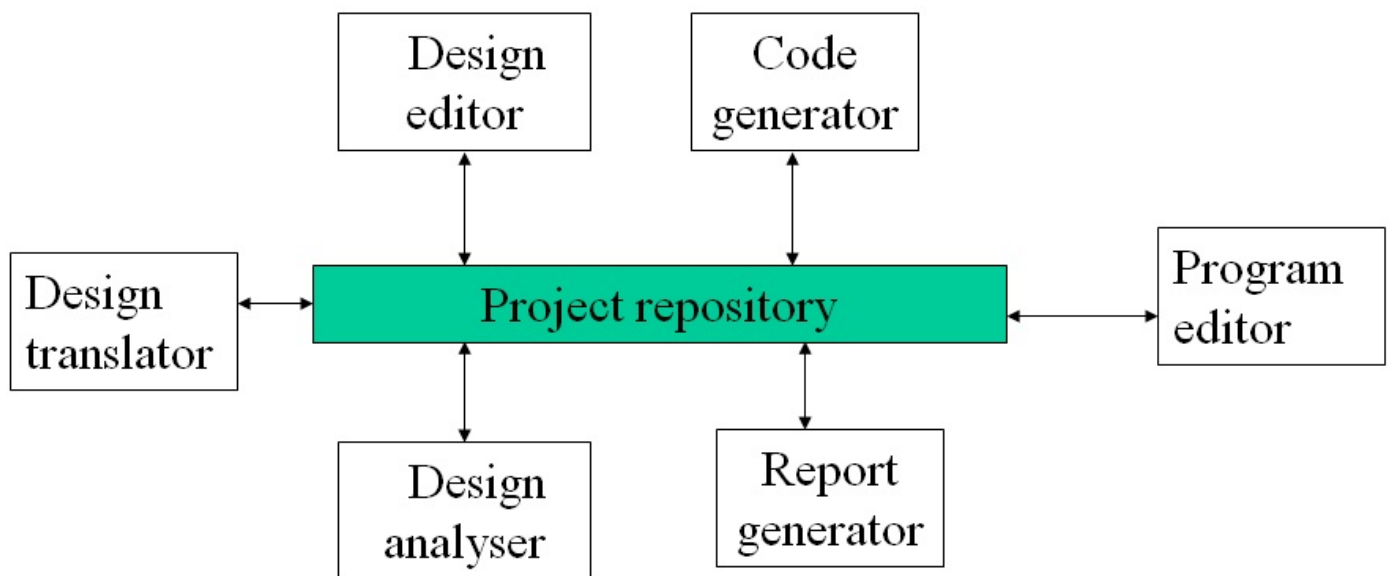 Design
editor
Code
generator
Design
translator
Project repository
Program
editor
Design
analyser
Report
generator